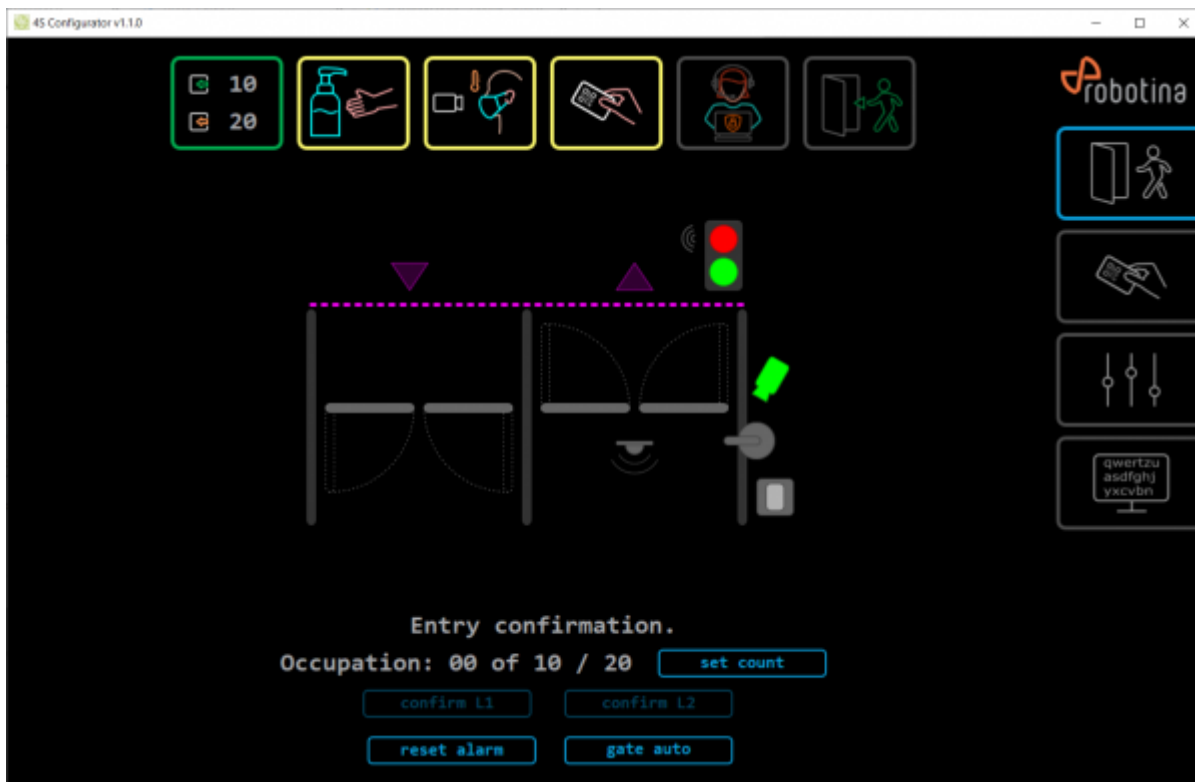 4S Configurator v1.1.0
10
20
robotina
qwertzu
asdfghj
yxcvbn
Entry confirmation.
Occupation: 00 of 10 / 20
set count
confirm L1
confirm L2
reset alarm
gate auto